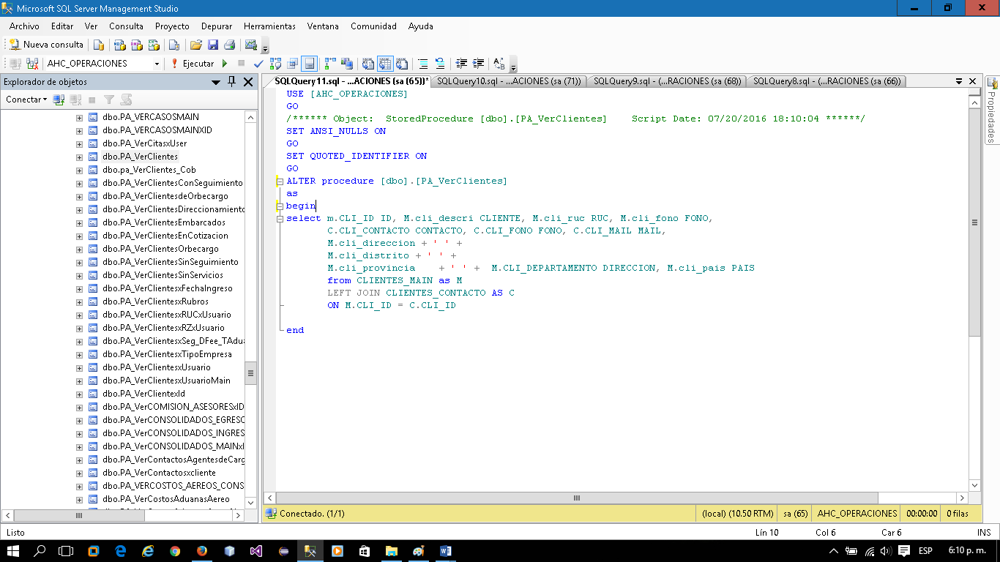 Microsoft SQL Server Management Studio
Archivo Editar Ver Consulta Proyecto Depurar Herramientas Ventana Comunidad Ayuda
Nueva consulta
AHC_OPERACIONES Ejecutar
Explorador de objetos
Conectar
dbo.PA_VERCASOSMAIN
dbo.PA_VERCASOSMAINXID
dbo.PA_VerCitasxUser
dbo.PA_VerClientes
dbo.pa_VerClientes_Cob
dbo.PA_VerClientesConSeguimiento
dbo.PA_VerClientesdeOrbecargo
dbo.PA_VerClientesDireccionamiento
dbo.PA_VerClientesEmbarcados
dbo.PA_VerClientesEnCotizacion
dbo.PA_VerClientesOrbecargo
dbo.PA_VerClientesSinSeguimiento
dbo.PA_VerClientesSinServicios
dbo.PA_VerClientesxFechaIngreso
dbo.PA_VerClientesxRubros
dbo.PA_VerClientesxRUCxUsuario
dbo.PA_VerClientesxRZxUsuario
dbo.PA_VerClientesxSeg_DFee_TAdua
dbo.PA_VerClientesxTipoEmpresa
dbo.PA_VerClientesxUsuario
dbo.PA_VerClientesxUsuarioMain
dbo.PA_VerClientexId
dbo.PA_VerCOMISION_ASESORESxID
dbo.PA_VerCONSOLIDADOS_EGRESO
dbo.PA_VerCONSOLIDADOS_INGRES
dbo.PA_VerCONSOLIDADOS_MAINxI
dbo.PA_VerContactosAgentesdeCarg
dbo.PA_VerContactosxcliente
dbo.PA_VERCOSTOS_AEREOS_CONS
dbo.PA_VerCostosAduanasAereo
SQLQuery11.sql - ...ACIONES (sa (65))* SQLQuery10.sql - ...ACIONES (sa (71)) SQLQuery9.sql - (...RACIONES (sa (68)) SQLQuery8.sql - (...RACIONES (sa (66))
USE [AHC_OPERACIONES]
GO
/****** Object:  StoredProcedure [dbo].[PA_VerClientes]    Script Date: 07/20/2016 18:10:04 ******/
SET ANSI_NULLS ON
GO
SET QUOTED_IDENTIFIER ON
GO
ALTER procedure [dbo].[PA_VerClientes]
as
begin
select m.CLI_ID ID, M.cli_descri CLIENTE, M.cli_ruc RUC, M.cli_fono FONO,
C.CLI_CONTACTO CONTACTO, C.CLI_FONO FONO, C.CLI_MAIL MAIL,
M.cli_direccion + ' ' +
M.cli_distrito + ' ' +
M.cli_provincia    + ' ' +  M.CLI_DEPARTAMENTO DIRECCION, M.cli_pais PAIS
from CLIENTES_MAIN as M
LEFT JOIN CLIENTES_CONTACTO AS C
ON M.CLI_ID = C.CLI_ID
end
Propiedades
Conectado. (1/1) (local) (10.50 RTM) sa (65) AHC_OPERACIONES 00:00:00 0 filas
Listo Lín 10 Col 6 Car 6 INS
ESP 6:10 p. m.